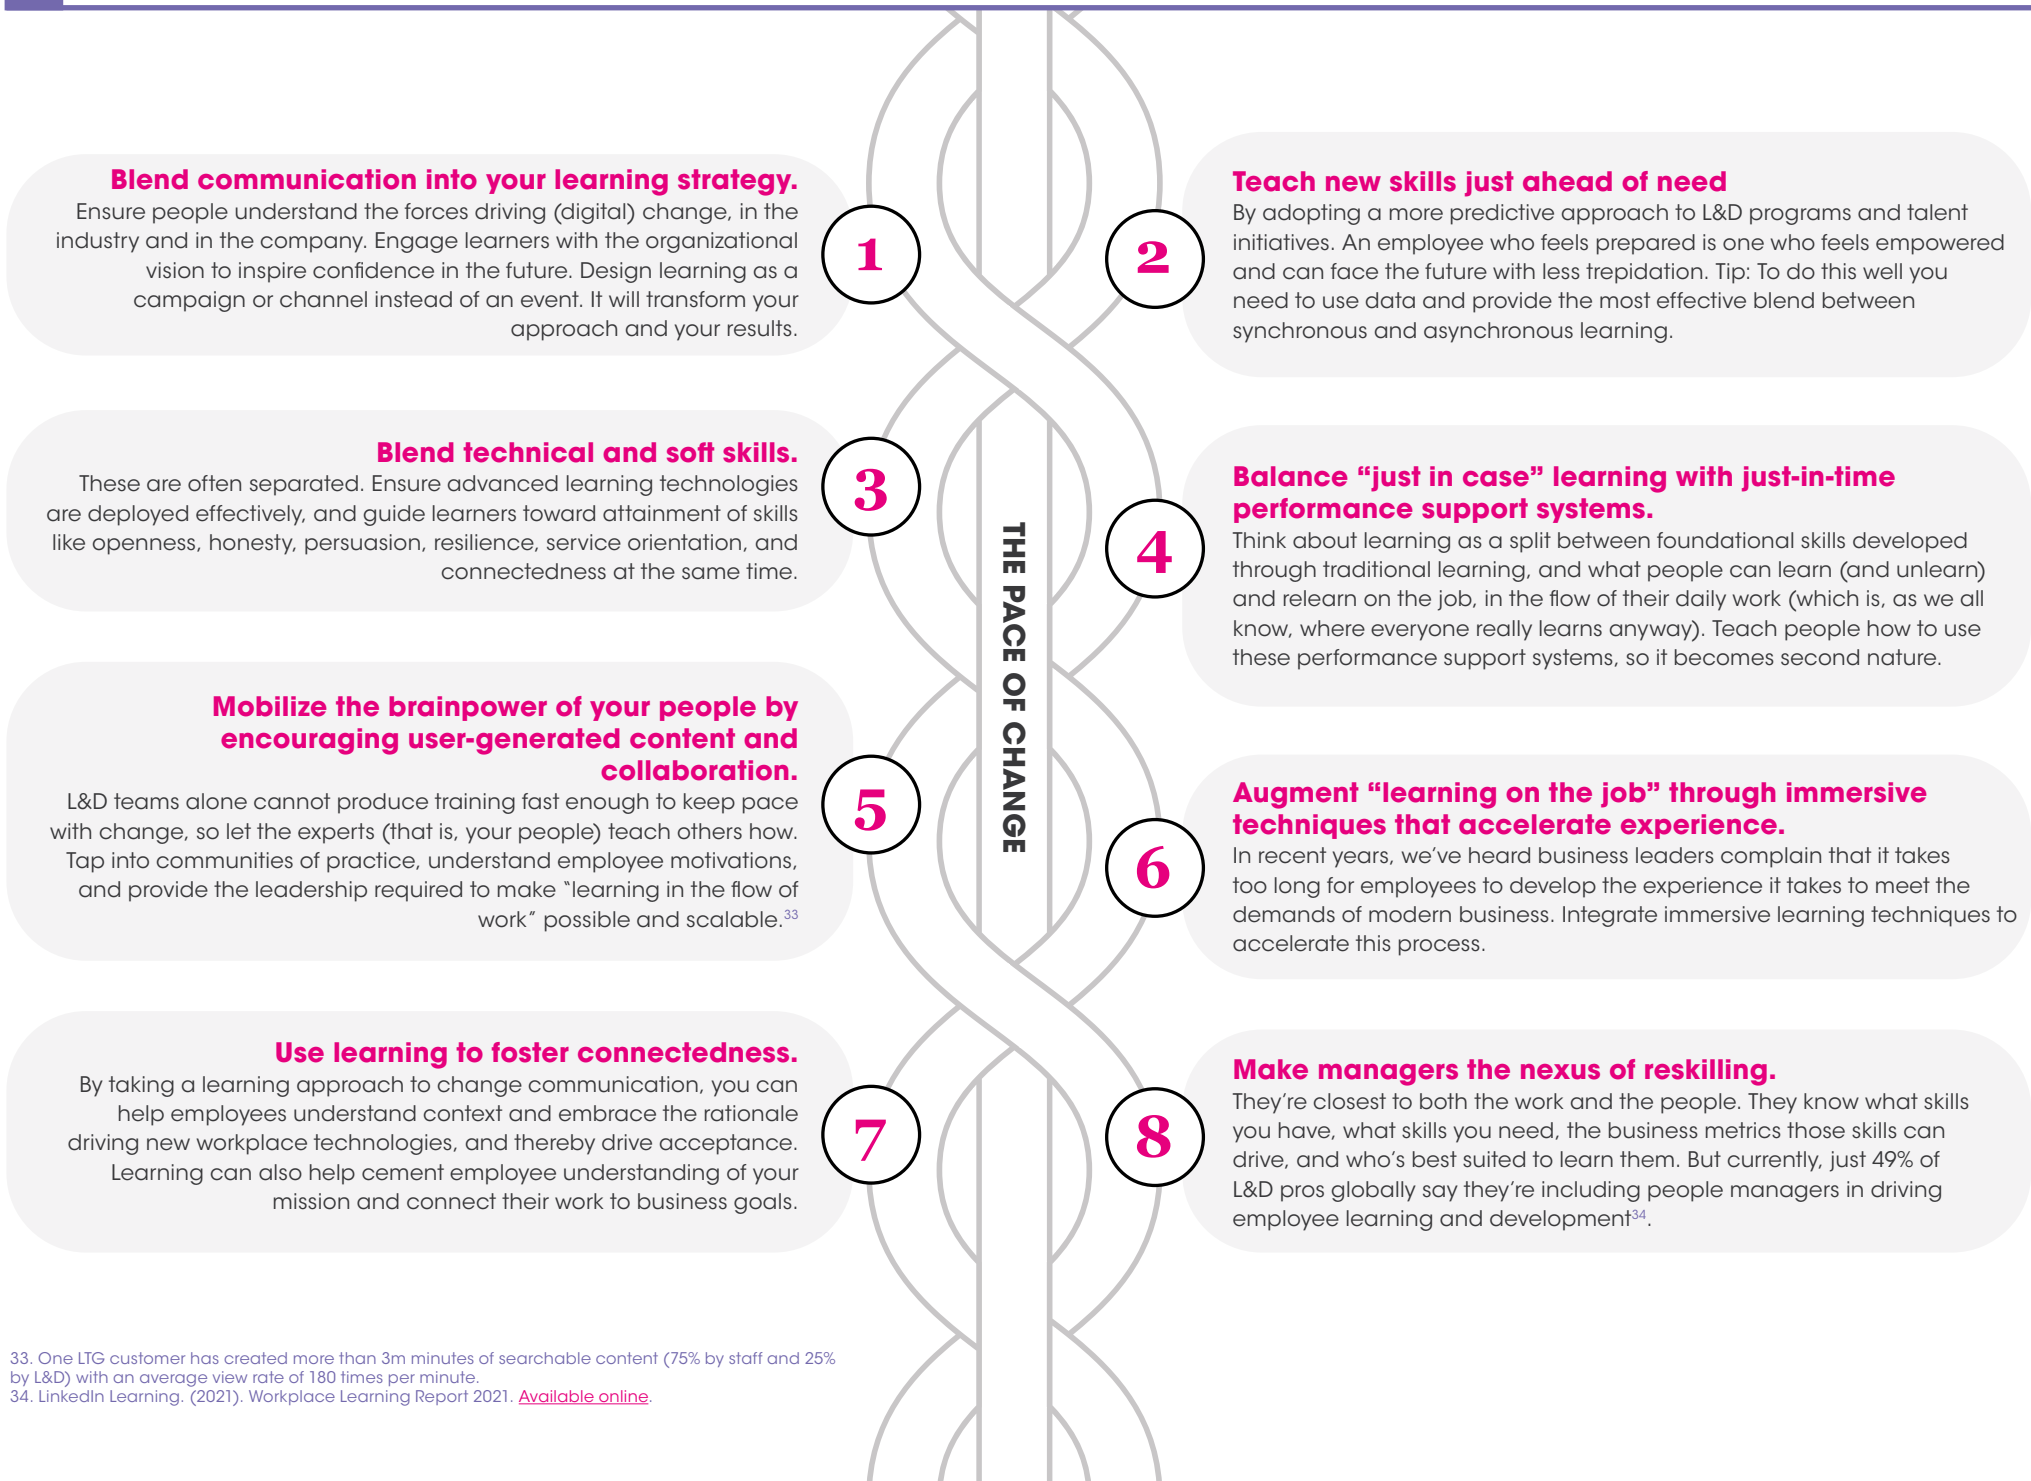 Blend communication into your learning strategy.
Ensure people understand the forces driving (digital) change, in the
industry and in the company. Engage learners with the organizational
vision to inspire confidence in the future. Design learning as a
campaign or channel instead of an event. It will transform your
approach and your results.
1
2
Teach new skills just ahead of need
By adopting a more predictive approach to L&D programs and talent
initiatives. An employee who feels prepared is one who feels empowered
and can face the future with less trepidation. Tip: To do this well you
need to use data and provide the most effective blend between
synchronous and asynchronous learning.
Blend technical and soft skills.
These are often separated. Ensure advanced learning technologies
are deployed effectively, and guide learners toward attainment of skills
like openness, honesty, persuasion, resilience, service orientation, and
connectedness at the same time.
3
4
Balance “just in case” learning with just-in-time
performance support systems.
Think about learning as a split between foundational skills developed
through traditional learning, and what people can learn (and unlearn)
and relearn on the job, in the flow of their daily work (which is, as we all
know, where everyone really learns anyway). Teach people how to use
these performance support systems, so it becomes second nature.
THE PACE OF CHANGE
Mobilize the brainpower of your people by
encouraging user-generated content and
collaboration.
L&D teams alone cannot produce training fast enough to keep pace
with change, so let the experts (that is, your people) teach others how.
Tap into communities of practice, understand employee motivations,
and provide the leadership required to make “learning in the flow of
work” possible and scalable.33
5
6
Augment “learning on the job” through immersive
techniques that accelerate experience.
In recent years, we’ve heard business leaders complain that it takes
too long for employees to develop the experience it takes to meet the
demands of modern business. Integrate immersive learning techniques to
accelerate this process.
Use learning to foster connectedness.
By taking a learning approach to change communication, you can
help employees understand context and embrace the rationale
driving new workplace technologies, and thereby drive acceptance.
Learning can also help cement employee understanding of your
mission and connect their work to business goals.
7
8
Make managers the nexus of reskilling.
They’re closest to both the work and the people. They know what skills
you have, what skills you need, the business metrics those skills can
drive, and who’s best suited to learn them. But currently, just 49% of
L&D pros globally say they’re including people managers in driving
employee learning and development34.
33. One LTG customer has created more than 3m minutes of searchable content (75% by staff and 25%
by L&D) with an average view rate of 180 times per minute.
34. LinkedIn Learning. (2021). Workplace Learning Report 2021. Available online.